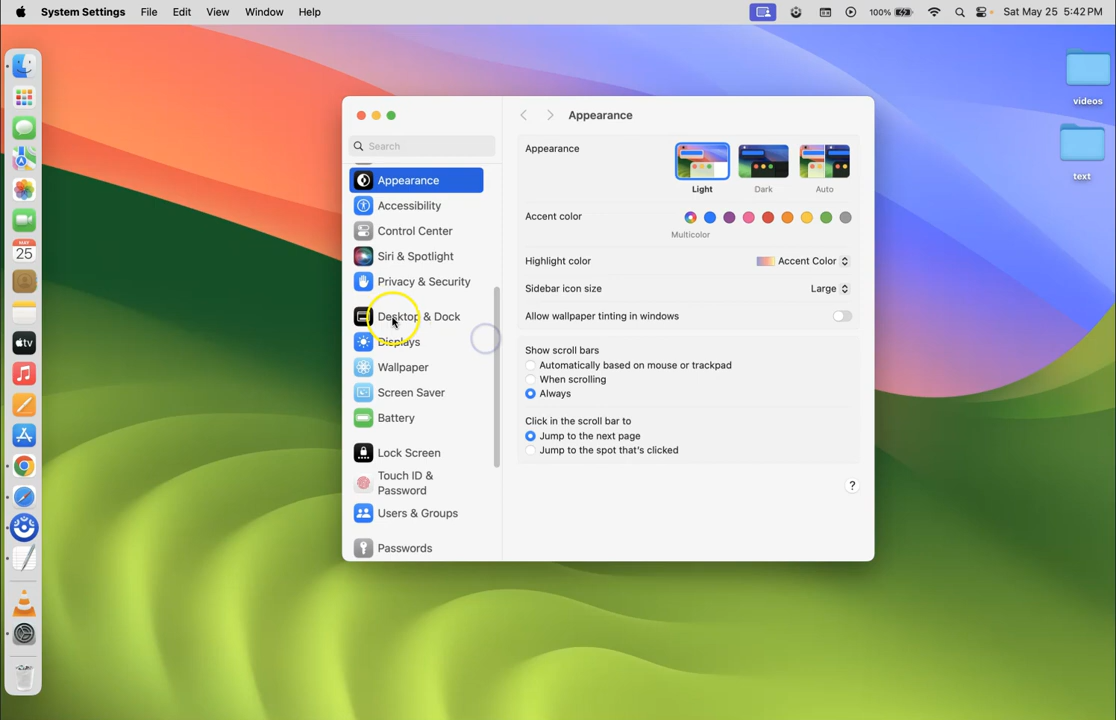 System Settings File Edit View Window Help 100% Sat May 25 5:42 PM
videos
text
MAY
25
tv
Search
Appearance
Accessibility
Control Center
Siri & Spotlight
Privacy & Security
Desktop & Dock
Displays
Wallpaper
Screen Saver
Battery
Lock Screen
Touch ID &
Password
Users & Groups
Passwords
Appearance
Appearance
Light Dark Auto
Accent color
Multicolor
Highlight color Accent Color
Sidebar icon size Large
Allow wallpaper tinting in windows
Show scroll bars
Automatically based on mouse or trackpad
When scrolling
Always
Click in the scroll bar to
Jump to the next page
Jump to the spot that's clicked
?